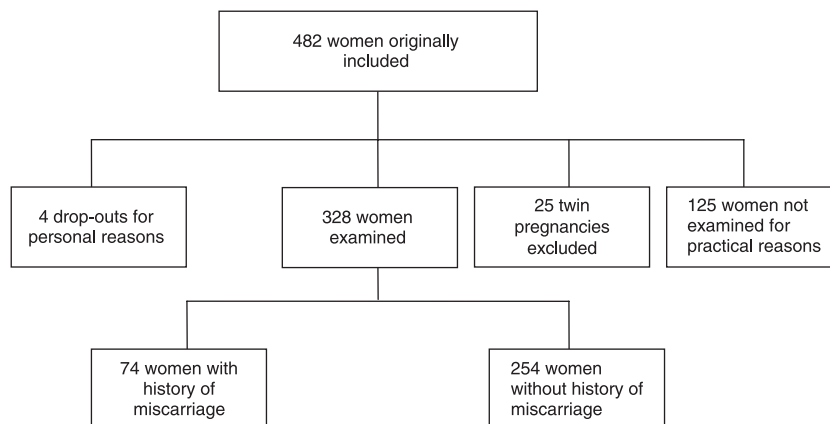 482 women originally
included
4 drop-outs for
personal reasons
328 women
examined
25 twin
pregnancies
excluded
125 women not
examined for
practical reasons
74 women with
history of
miscarriage
254 women
without history of
miscarriage